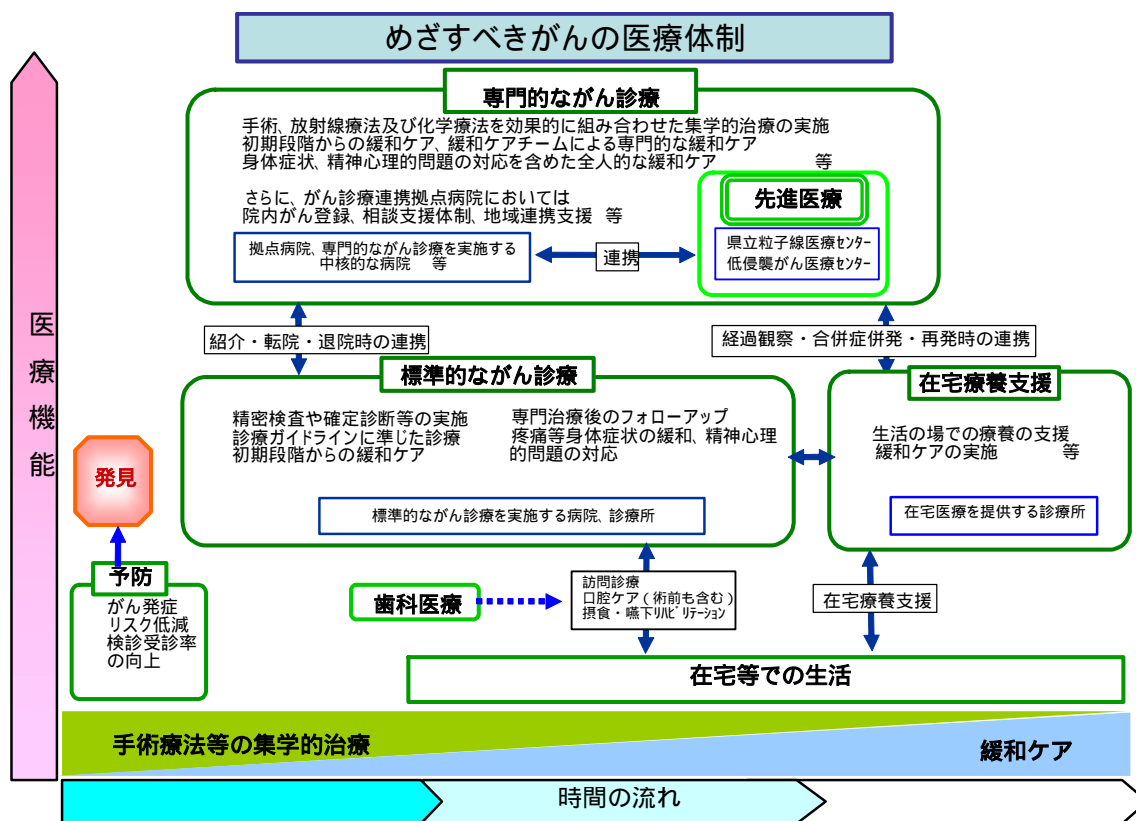 めざすべきがんの医療体制
専門的ながん診療
手術、放射線療法及び化学療法を効果的に組み合わせた集学的治療の実施
初期段階からの緩和ケア、緩和ケアチームによる専門的な緩和ケア
身体症状、精神心理的問題の対応を含めた全人的な緩和ケア 等
さらに、がん診療連携拠点病院においては
院内がん登録、相談支援体制、地域連携支援 等
拠点病院、専門的ながん診療を実施する
中核的な病院 等
連携
先進医療
県立粒子線医療ｾﾝﾀｰ
低侵襲がん医療ｾﾝﾀｰ
医療機能
紹介・転院・退院時の連携
経過観察・合併症併発・再発時の連携
標準的ながん診療
精密検査や確定診断等の実施
診療ガイドラインに準じた診療
初期段階からの緩和ケア
専門治療後のフォローアップ
疼痛等身体症状の緩和、精神心理
的問題の対応
標準的ながん診療を実施する病院、診療所
在宅療養支援
生活の場での療養の支援
緩和ケアの実施 等
在宅医療を提供する診療所
発見
予防
がん発症
リスク低減
検診受診率
の向上
歯科医療
訪問診療
口腔ケア（術前も含む）
摂食・嚥下ﾘﾊﾋﾞﾘﾃｰｼｮﾝ
在宅療養支援
在宅等での生活
手術療法等の集学的治療
緩和ケア
時間の流れ